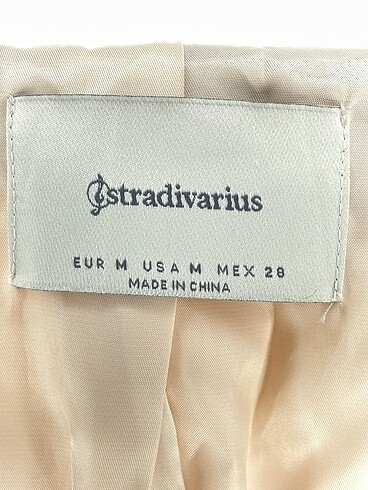 stradivarius
EUR M USA M MEX 28
MADE IN CHINA